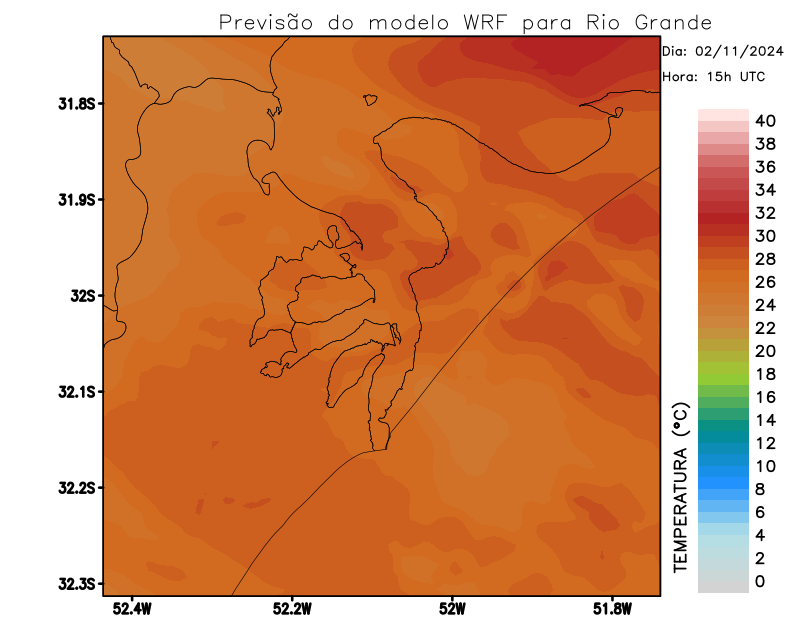 Previsão do modelo WRF para Rio Grande
Dia: 02/11/2024
Hora: 15h UTC
31.8S
31.9S
32S
32.1S
32.2S
32.3S
52.4W
52.2W
52W
51.8W
TEMPERATURA (°C)
40
38
36
34
32
30
28
26
24
22
20
18
16
14
12
10
8
6
4
2
0